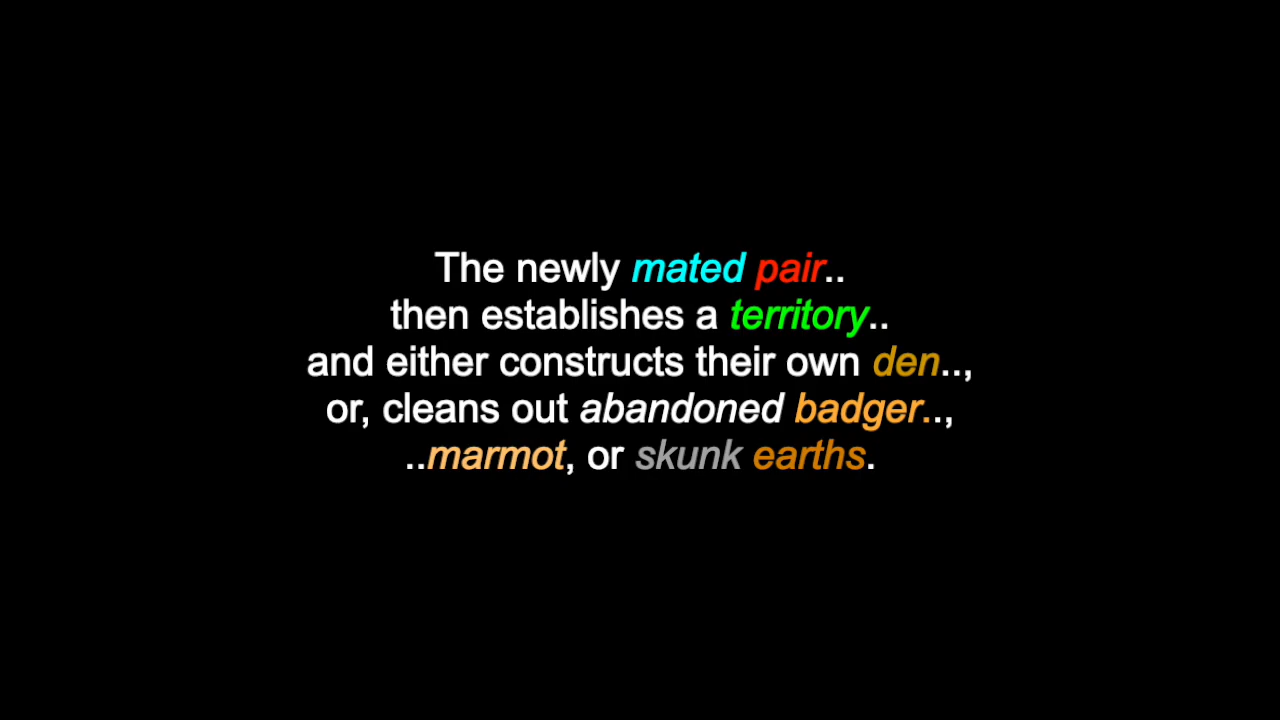 The newly mated pair..
then establishes a territory..
and either constructs their own den..,
or, cleans out abandoned badger..,
..marmot, or skunk earths.